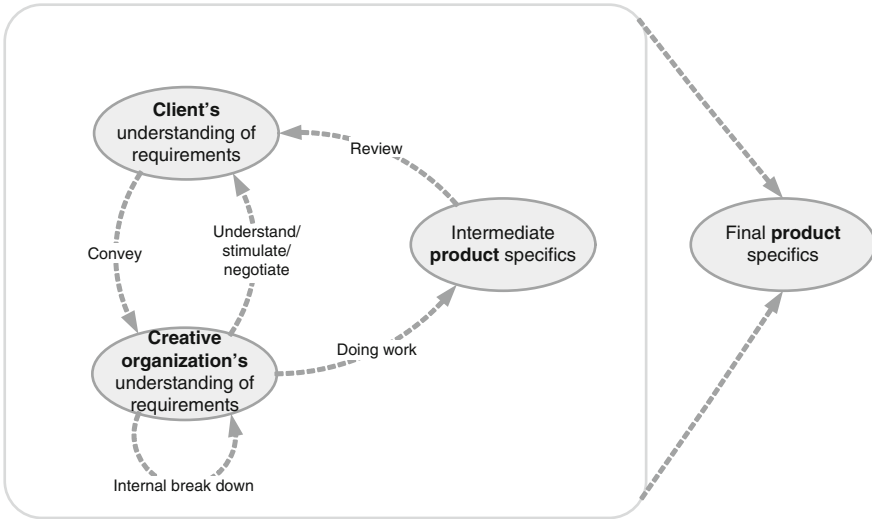 Client's
understanding of
requirements
Review
Convey
Understand/
stimulate/
negotiate
Intermediate
product specifics
Final product
specifics
Creative
organization's
understanding of
requirements
Doing work
Internal break down